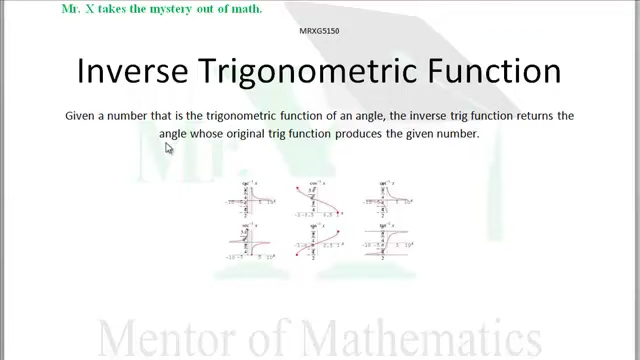 Mr. X takes the mystery out of math.
MRXG5150
Inverse Trigonometric Function
Given a number that is the trigonometric function of an angle, the inverse trig function returns the
angle whose original trig function produces the given number.
Mr.
Mentor of Mathematics